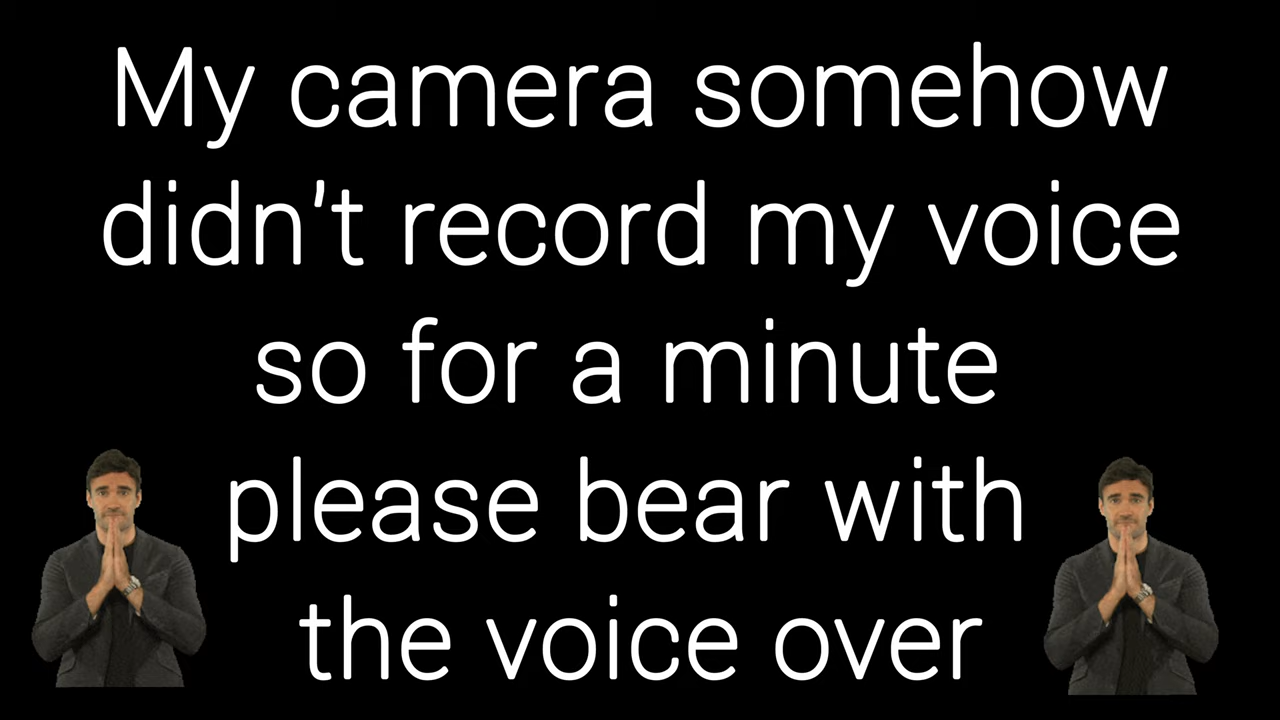 My camera somehow
didn't record my voice
so for a minute
please bear with
the voice over